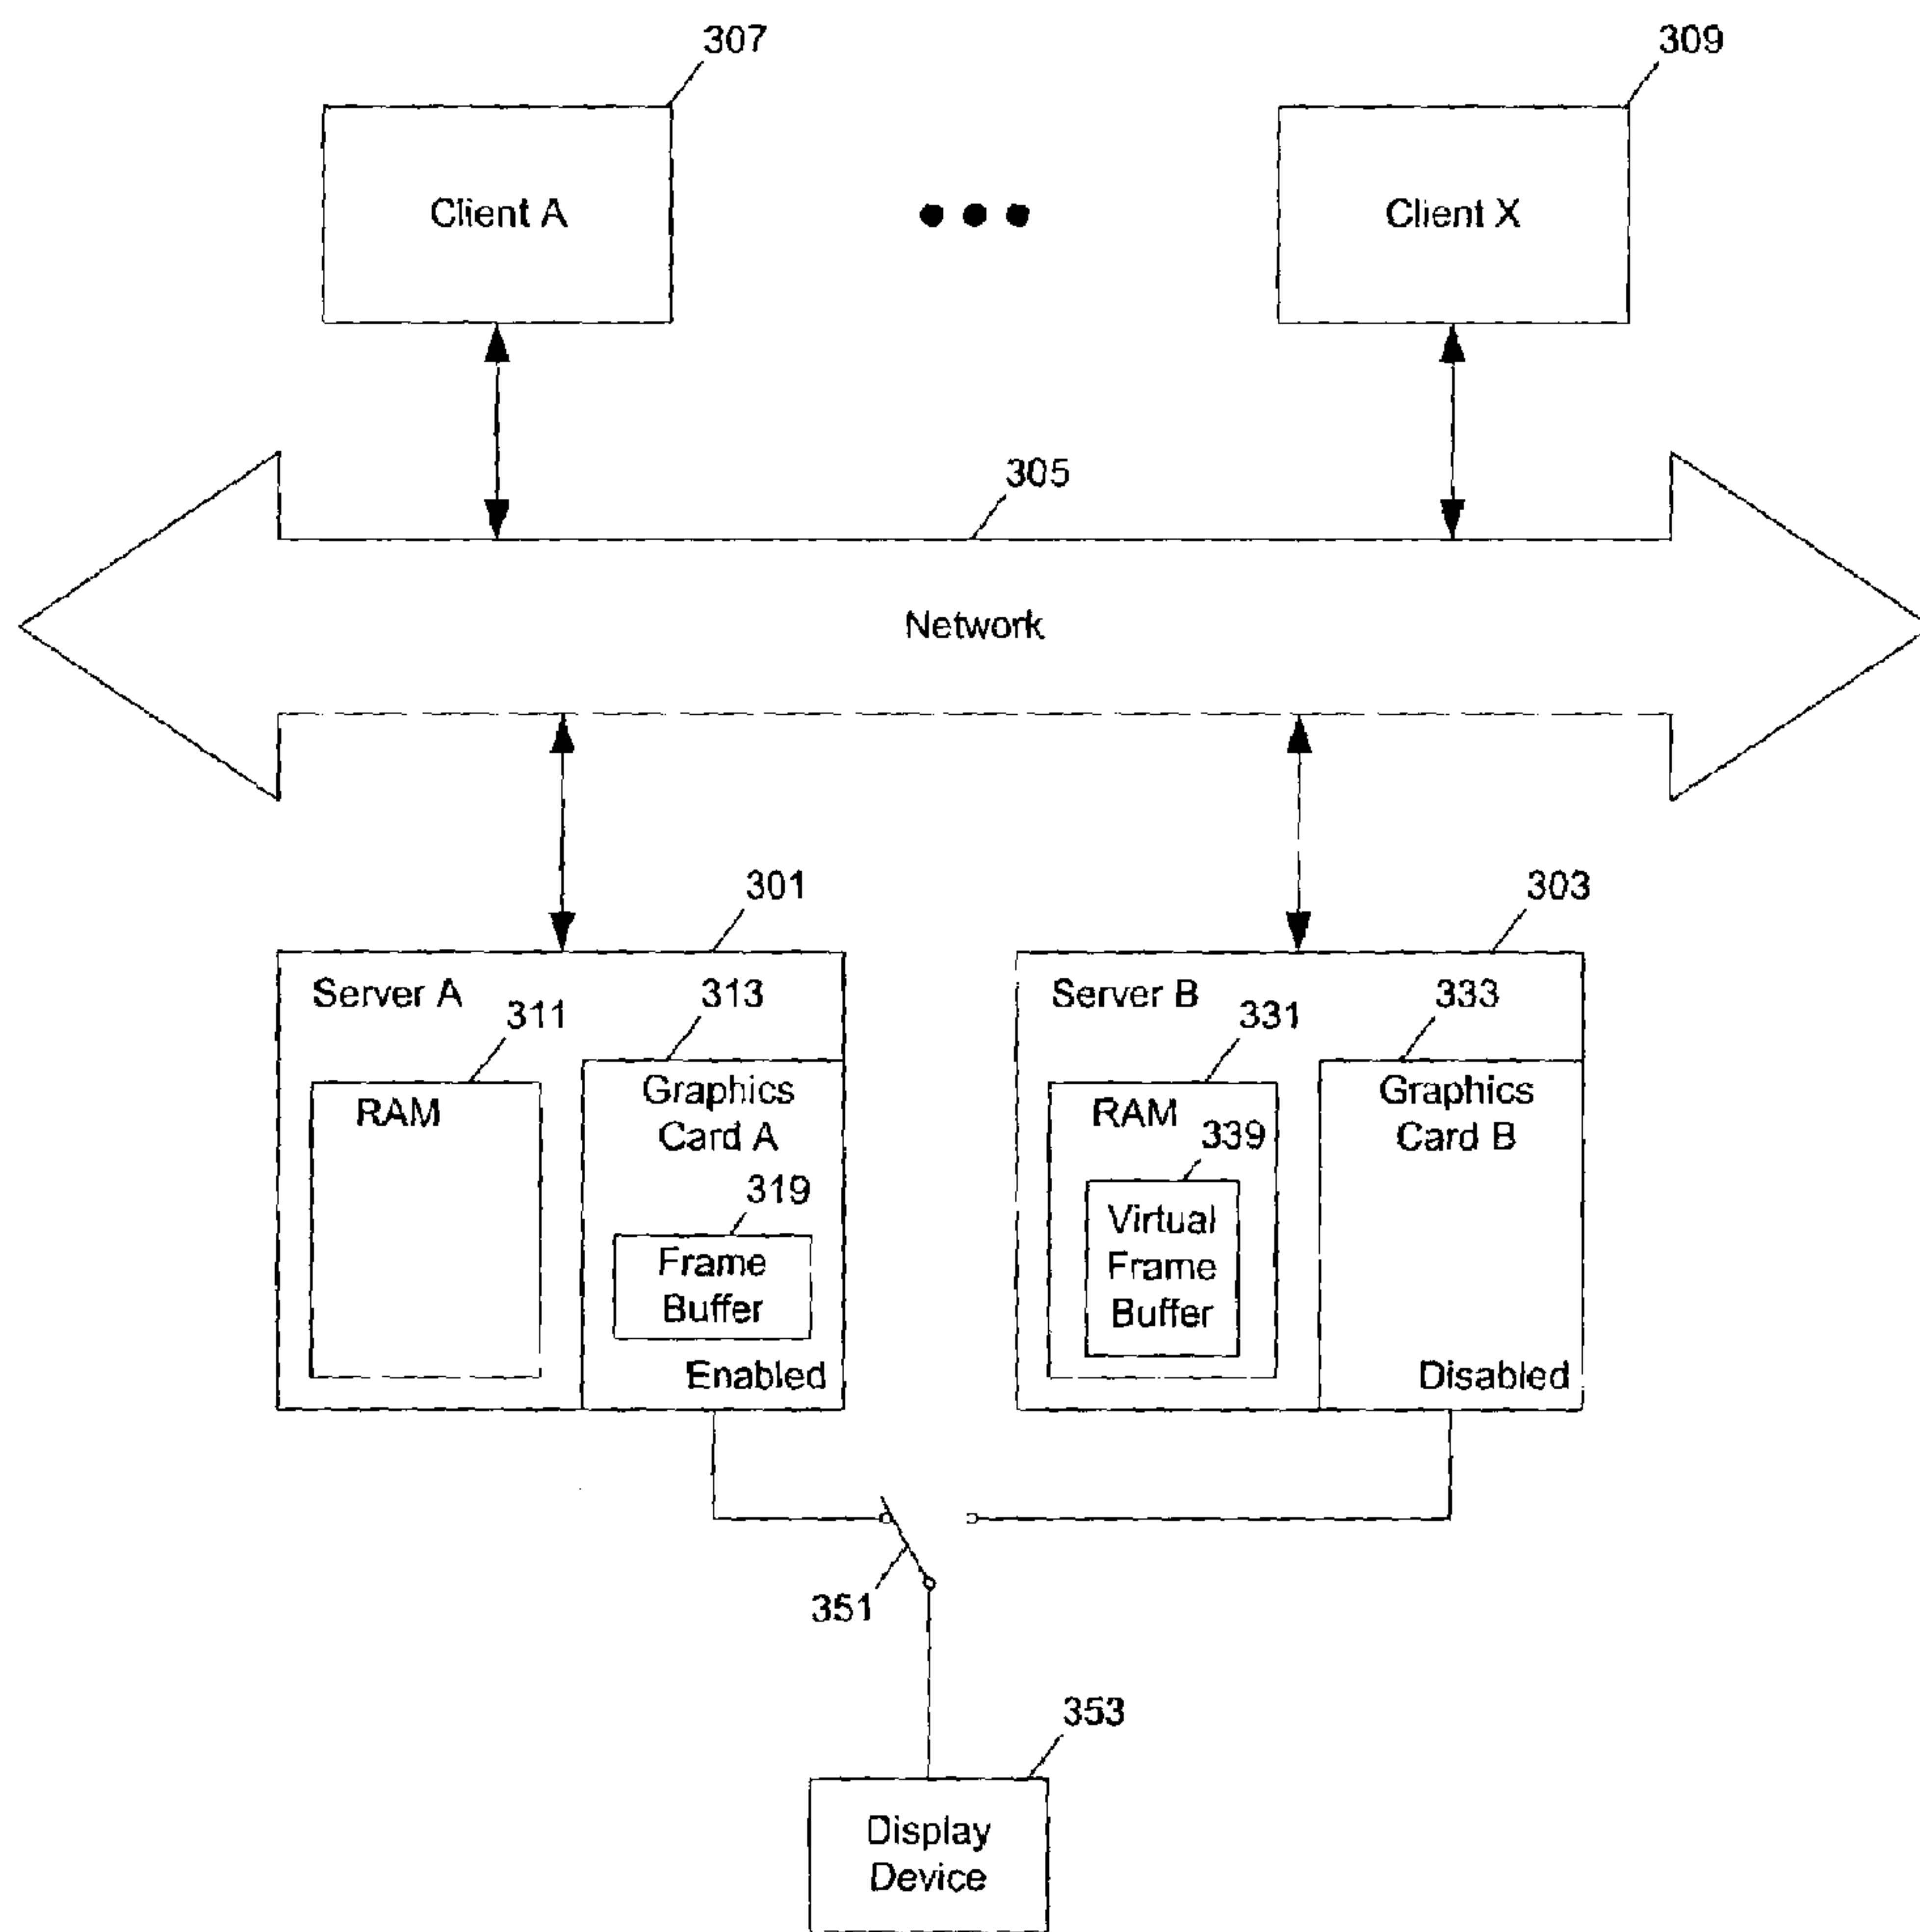 307
309
Client A
Client X
305
Network
301
303
Server A
313
311
Server B
333
331
RAM
Graphics
Card A
319
Frame
Buffer
Enabled
RAM
339
Virtual
Frame
Buffer
Graphics
Card B
Disabled
351
353
Display
Device